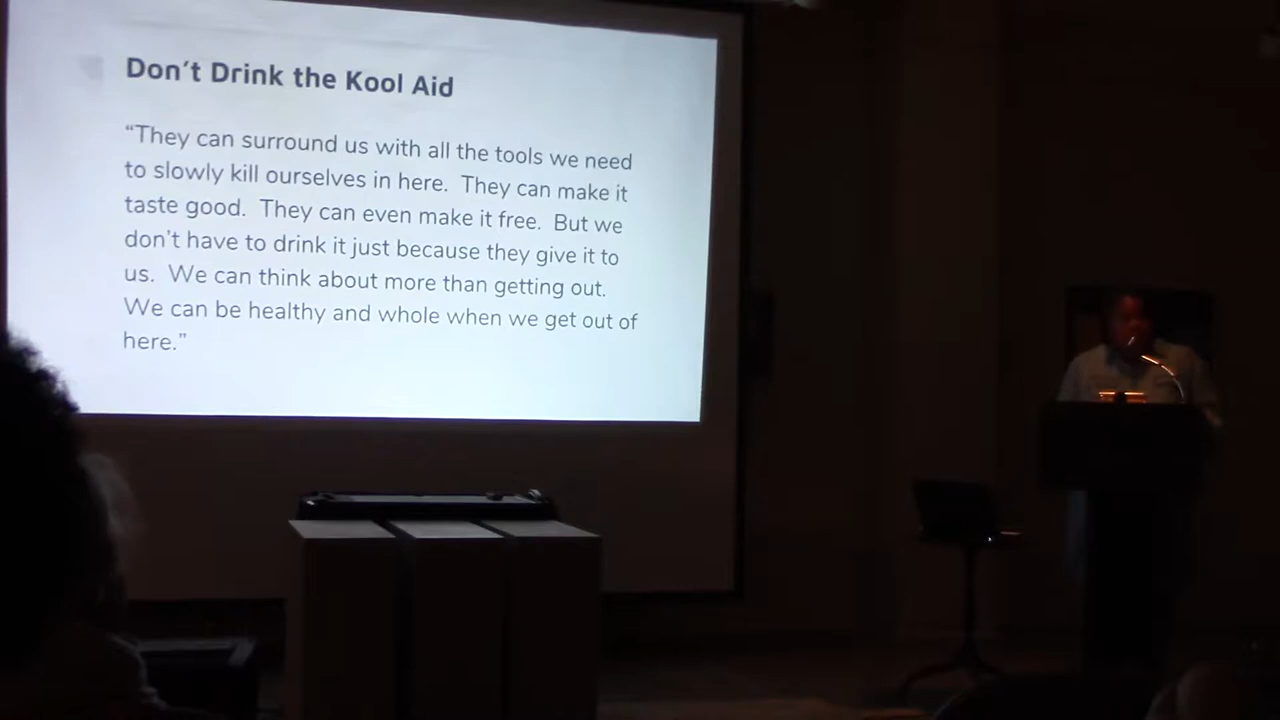 Don't Drink the Kool Aid
“They can surround us with all the tools we need
to slowly kill ourselves in here.  They can make it
taste good.  They can even make it free.  But we
don't have to drink it just because they give it to
us.  We can think about more than getting out.
We can be healthy and whole when we get out of
here.”